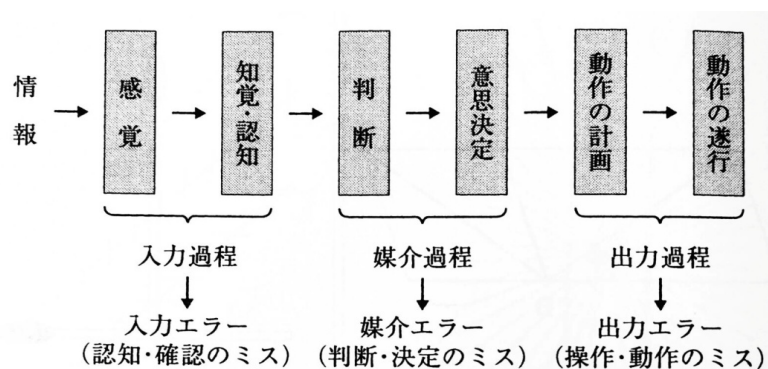 情報
感覚
知覚・認知
判断
意思決定
動作の計画
動作の遂行
入力過程
媒介過程
出力過程
入力エラー
(認知・確認のミス)
媒介エラー
(判断・決定のミス)
出力エラー
(操作・動作のミス)